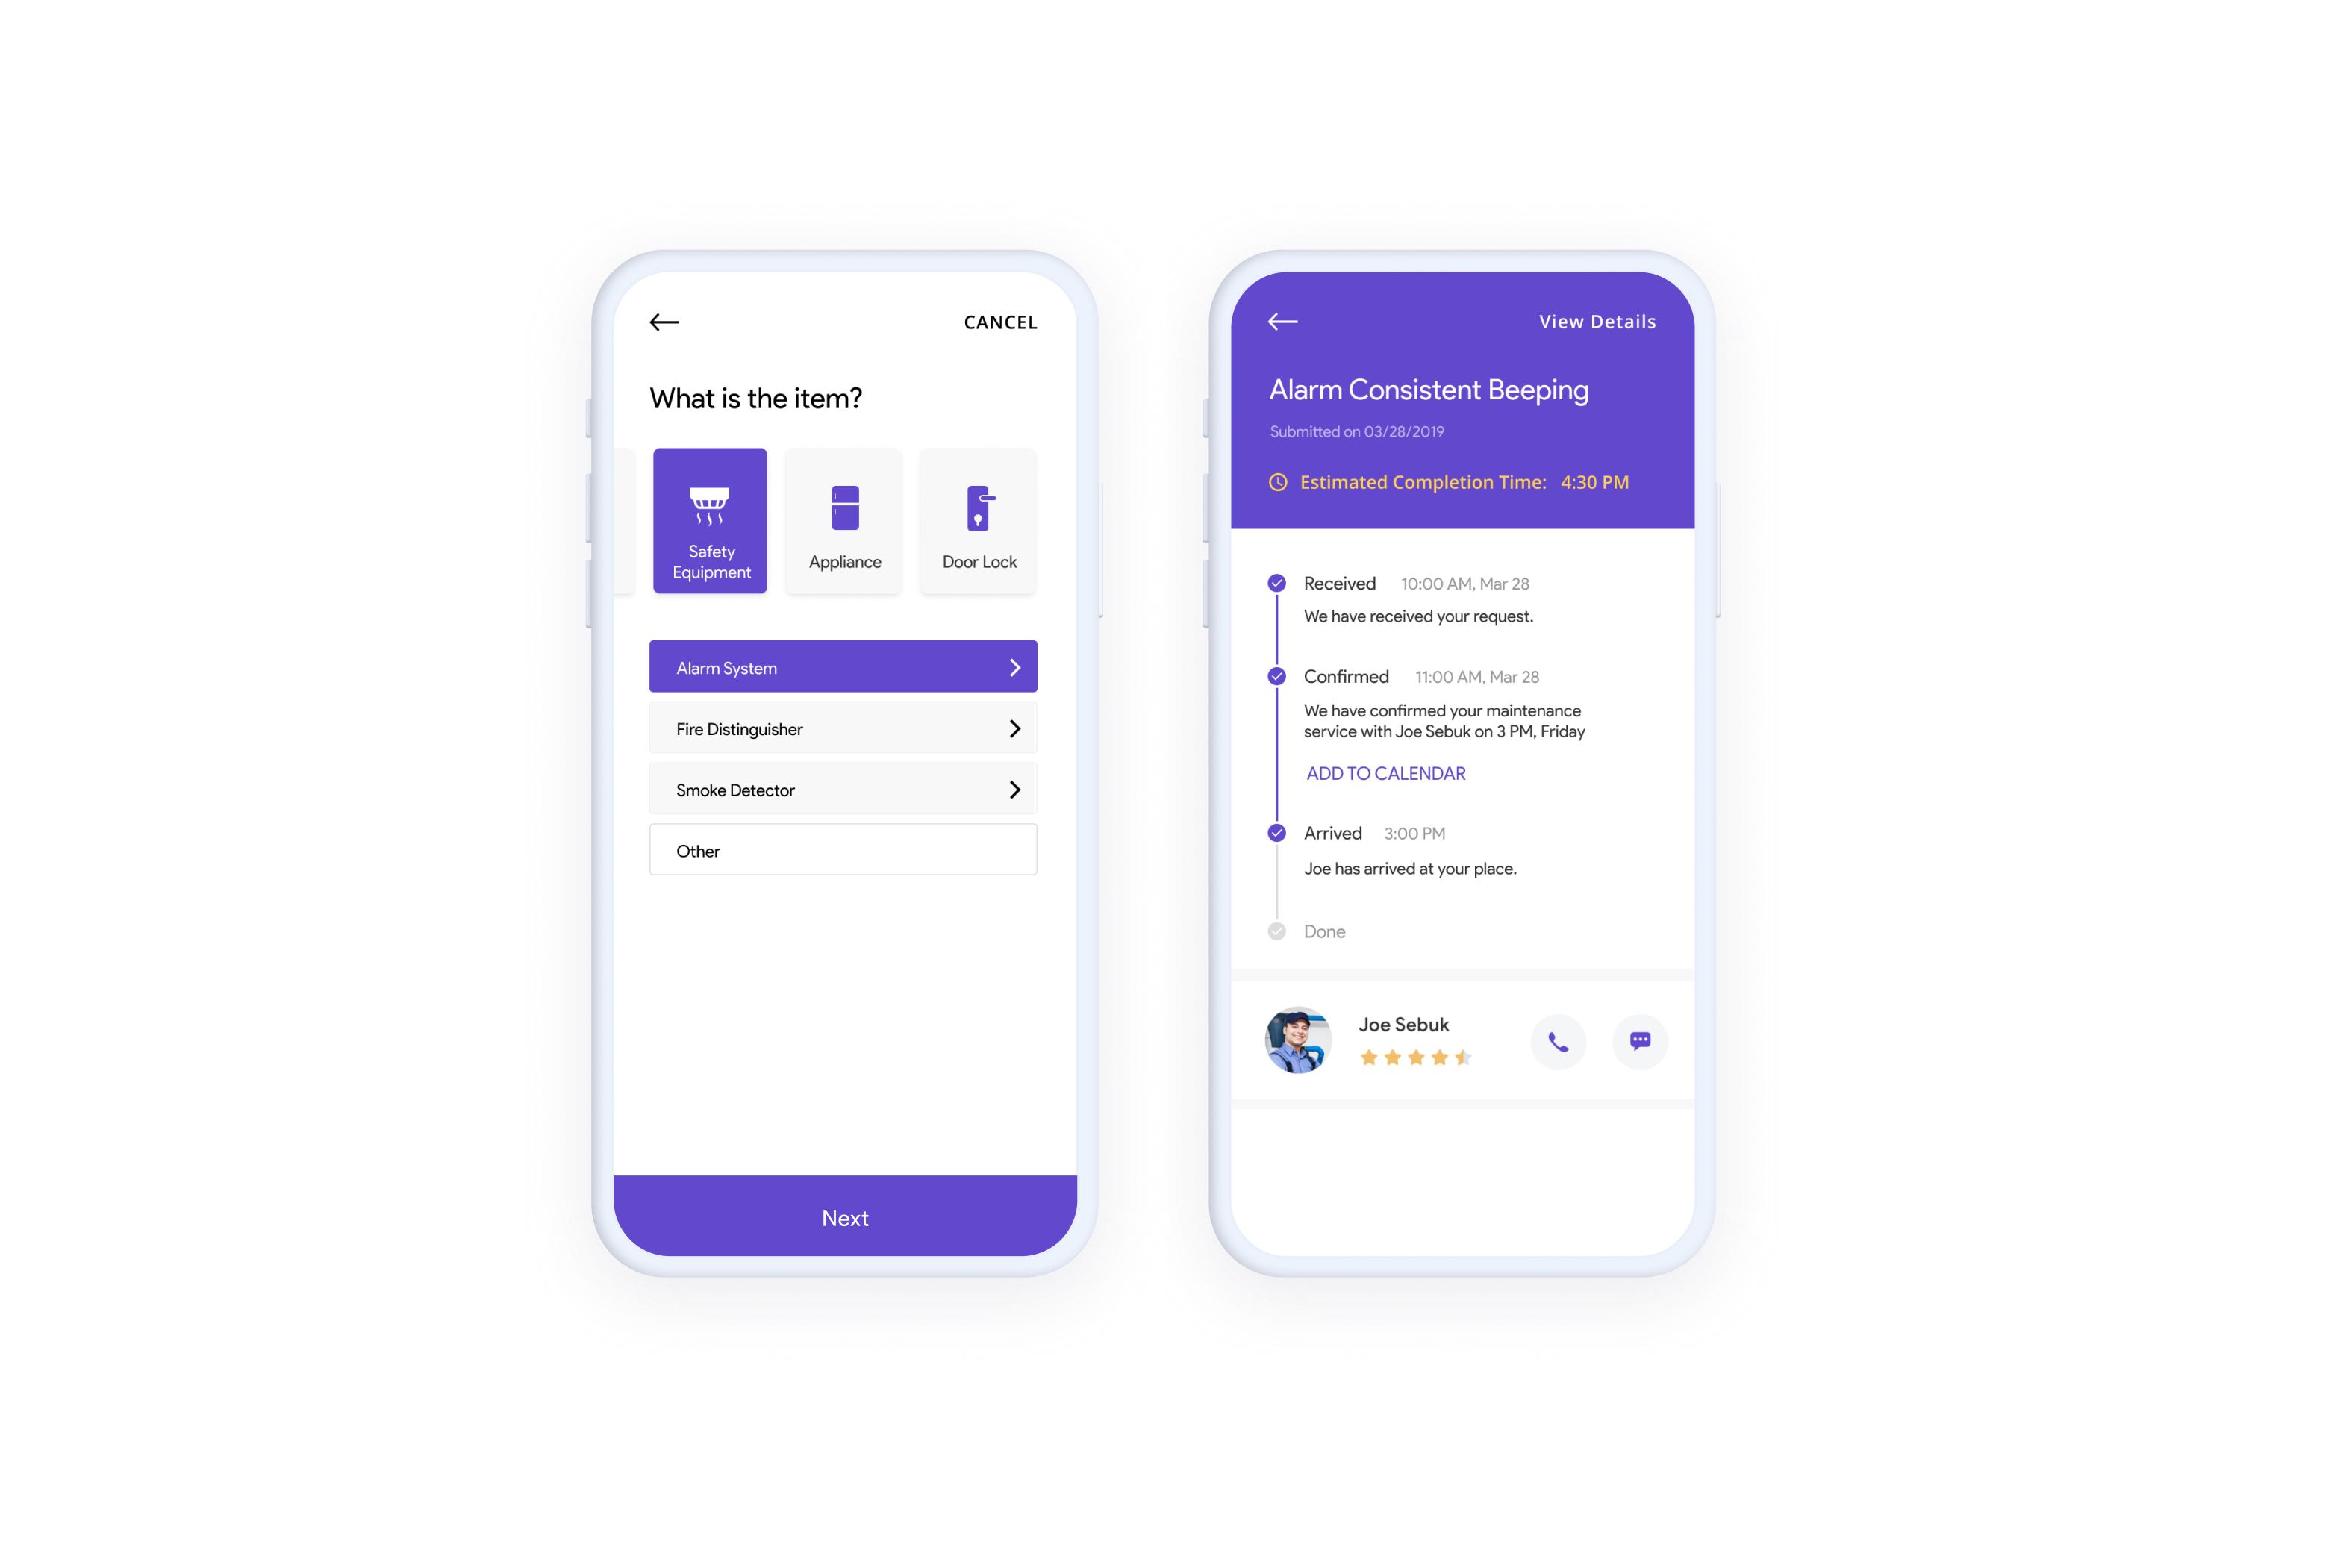 CANCEL
What is the item?
Safety
Equipment
Appliance
Door Lock
Alarm System
Fire Distinguisher
Smoke Detector
Other
Next
View Details
Alarm Consistent Beeping
Submitted on 03/28/2019
Estimated Completion Time: 4:30 PM
Received 10:00 AM, Mar 28
We have received your request.
Confirmed 11:00 AM, Mar 28
We have confirmed your maintenance
service with Joe Sebuk on 3 PM, Friday
ADD TO CALENDAR
Arrived 3:00 PM
Joe has arrived at your place.
Done
Joe Sebuk